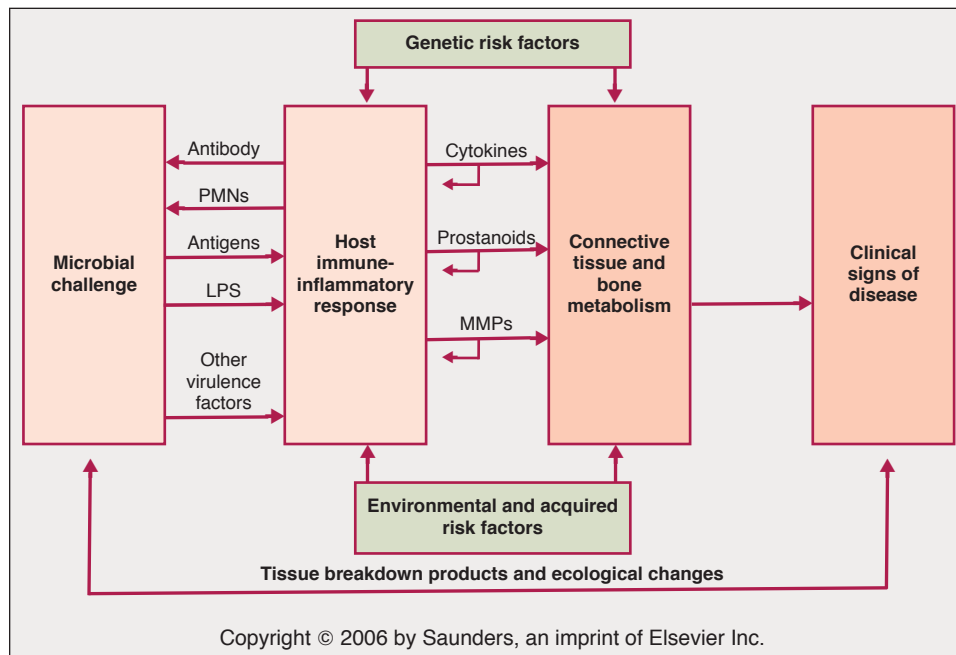 Genetic risk factors
Microbial
challenge
Antibody
PMNs
Antigens
LPS
Other
virulence
factors
Host
immune-
inflammatory
response
Cytokines
Prostanoids
MMPs
Connective
tissue and
bone
metabolism
Clinical
signs of
disease
Environmental and acquired
risk factors
Tissue breakdown products and ecological changes
Copyright © 2006 by Saunders, an imprint of Elsevier Inc.